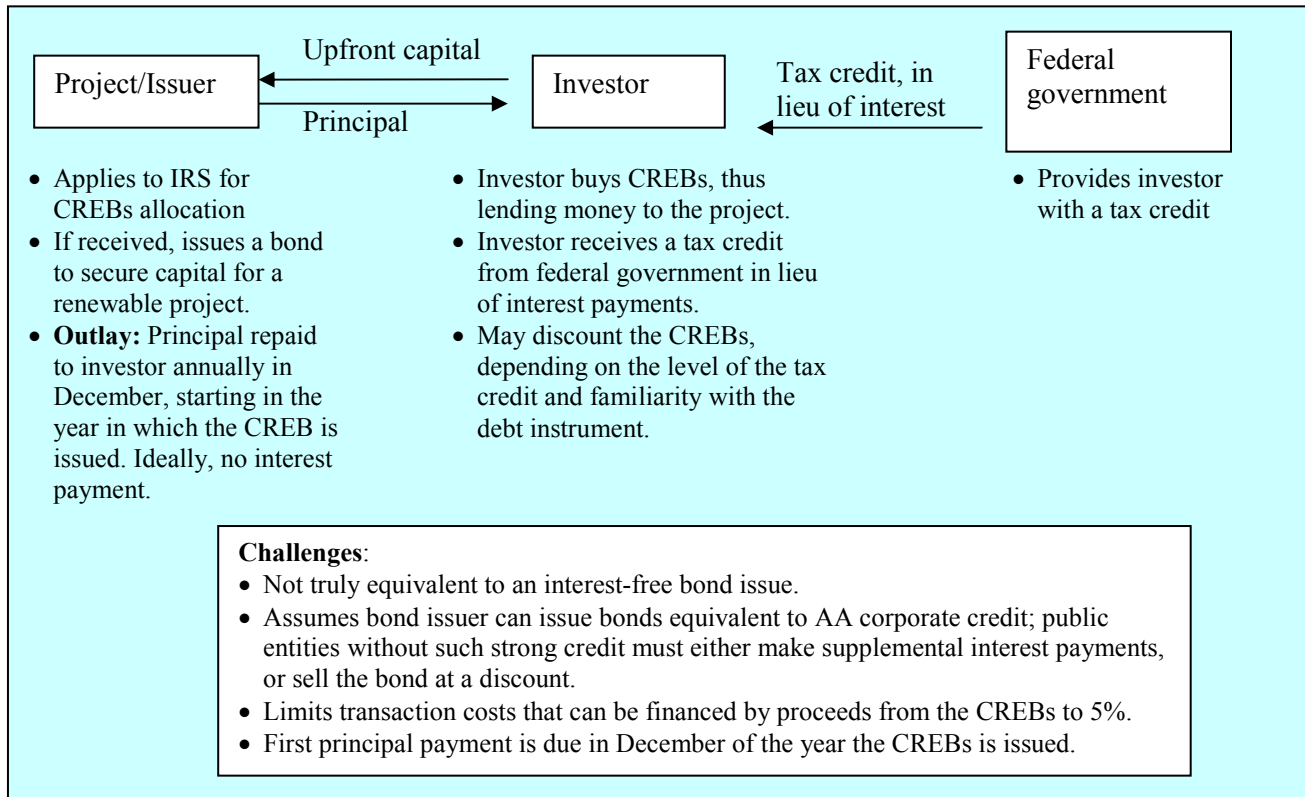 Project/Issuer
Upfront capital
Principal
Investor
Tax credit, in
lieu of interest
Federal
government
• Applies to IRS for
CREBs allocation
• If received, issues a bond
to secure capital for a
renewable project.
• Outlay: Principal repaid
to investor annually in
December, starting in the
year in which the CREB is
issued. Ideally, no interest
payment.
• Investor buys CREBs, thus
lending money to the project.
• Investor receives a tax credit
from federal government in lieu
of interest payments.
• May discount the CREBs,
depending on the level of the tax
credit and familiarity with the
debt instrument.
• Provides investor
with a tax credit
Challenges:
• Not truly equivalent to an interest-free bond issue.
• Assumes bond issuer can issue bonds equivalent to AA corporate credit; public
entities without such strong credit must either make supplemental interest payments,
or sell the bond at a discount.
• Limits transaction costs that can be financed by proceeds from the CREBs to 5%.
• First principal payment is due in December of the year the CREBs is issued.